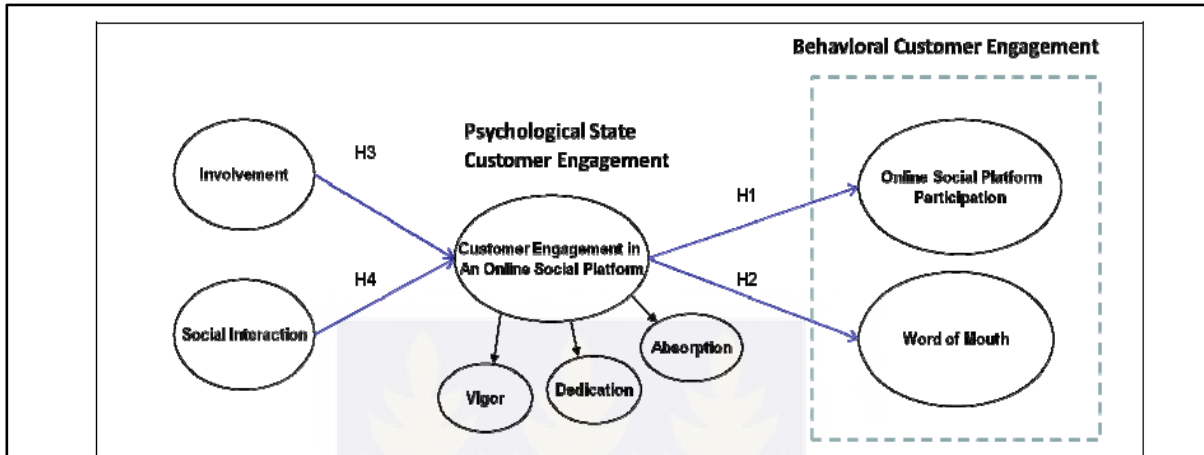 Behavioral Customer Engagement
Psychological State
Customer Engagement
H3
Involvement
H1
Online Social Platform
Participation
Customer Engagement in
An Online Social Platform
H4
H2
Social Interaction
Word of Mouth
Absorption
Dedication
Vigor